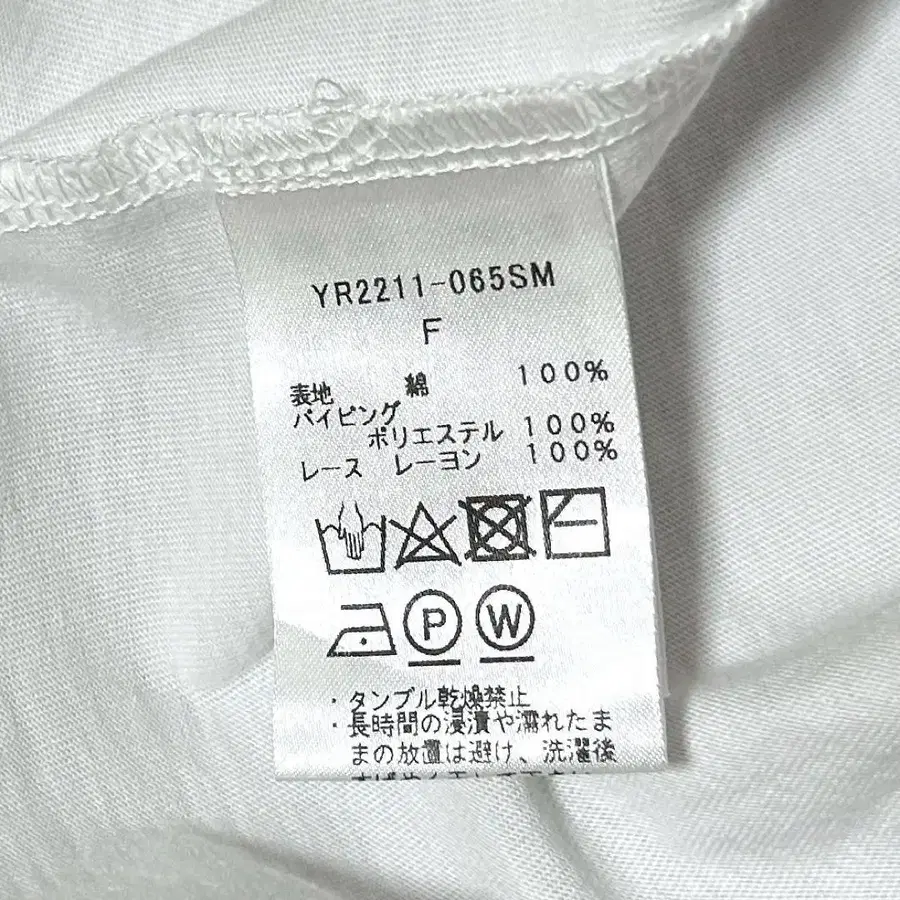 YR2211-065SM
F
表地 綿 100%
パイピング
ポリエステル 100%
レース レーヨン 100%
P W
・タンブル乾燥禁止
・長時間の浸漬や濡れたま
まの放置は避け、洗濯後